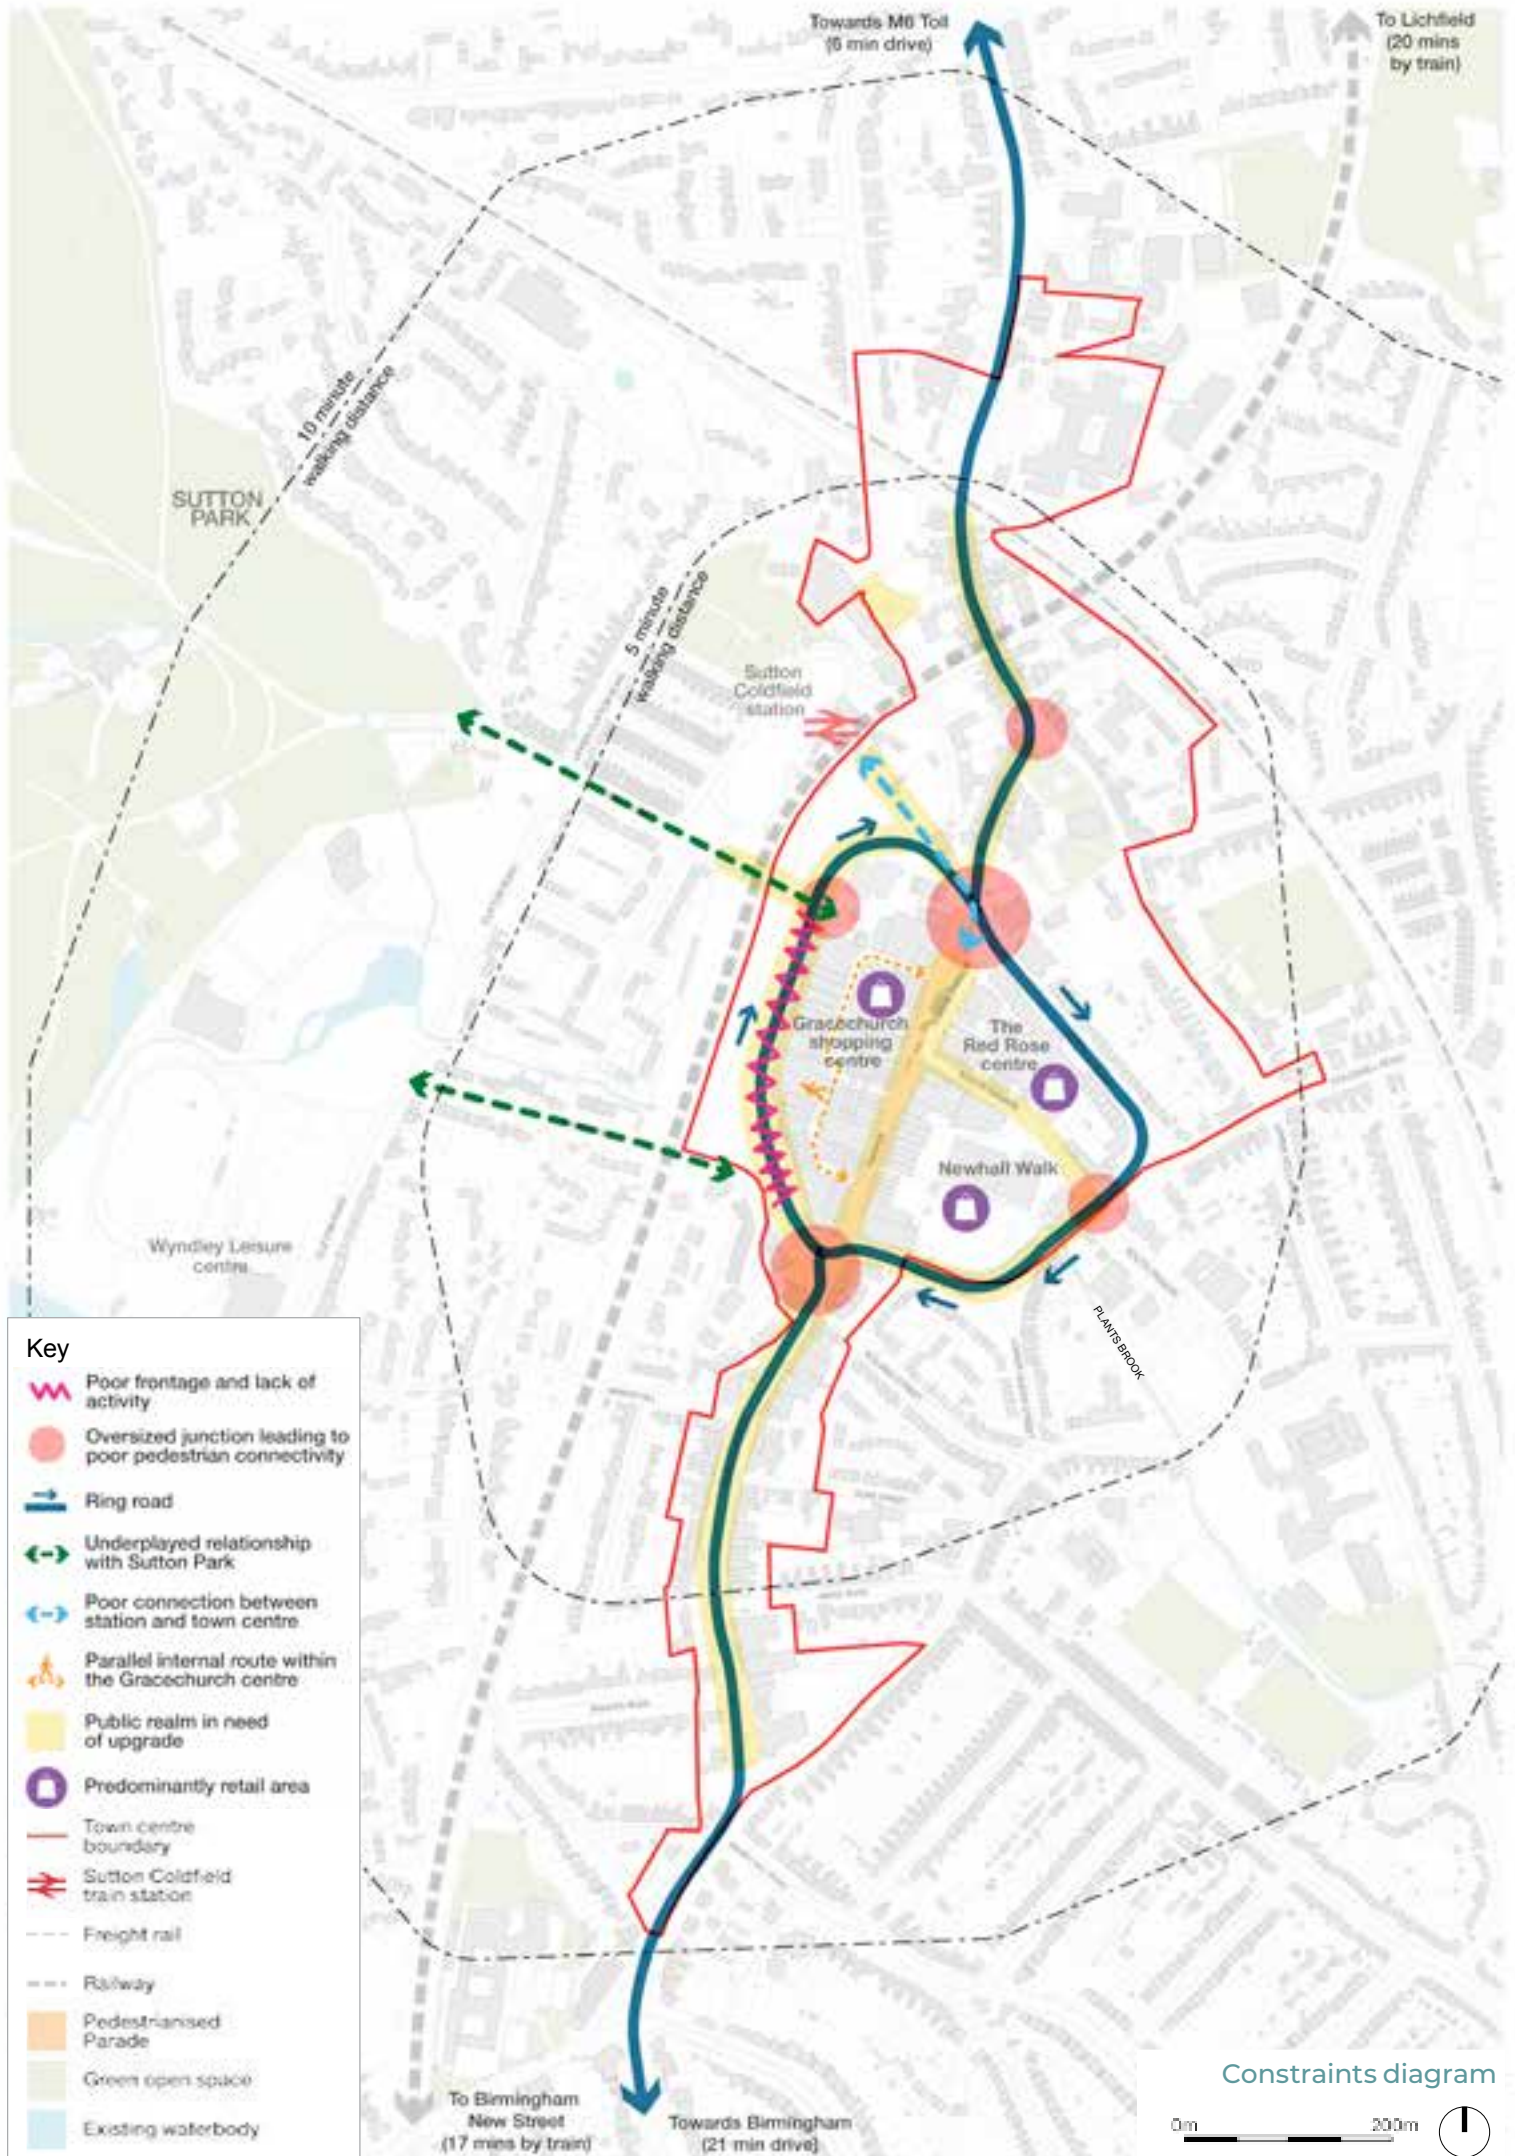 Towards M6 Toll
(6 min drive)
To Lichfield
(20 mins
by train)
10 minute
walking distance
SUTTON
PARK
5 minute
walking distance
Sutton
Coldfield
station
Gracechurch
shopping
centre
The
Red Rose
centre
Newhall Walk
Wyndley Leisure
centre
PLANTS BROOK
Key
Poor frontage and lack of
activity
Oversized junction leading to
poor pedestrian connectivity
Ring road
Underplayed relationship
with Sutton Park
Poor connection between
station and town centre
Parallel internal route within
the Gracechurch centre
Public realm in need
of upgrade
Predominantly retail area
Town centre
boundary
Sutton Coldfield
train station
Freight rail
Railway
Pedestrianised
Parade
Green open space
Existing waterbody
To Birmingham
New Street
(17 mins by train)
Towards Birmingham
(21 min drive)
Constraints diagram
0m 200m